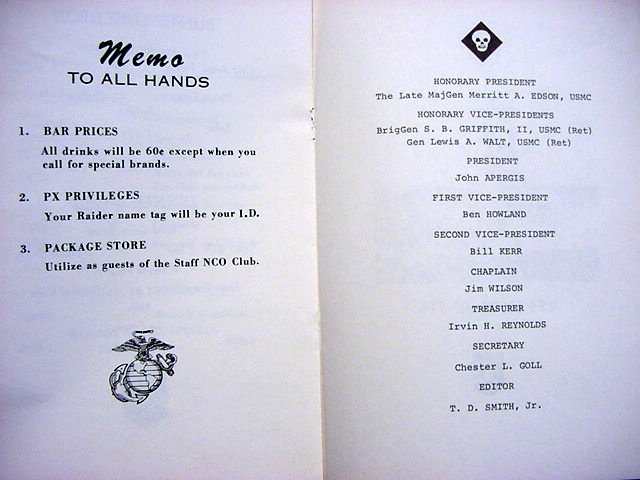 Memo
TO ALL HANDS
1. BAR PRICES
All drinks will be 60¢ except when you
call for special brands.
2. PX PRIVILEGES
Your Raider name tag will be your I.D.
3. PACKAGE STORE
Utilize as guests of the Staff NCO Club.
HONORARY PRESIDENT
The Late MajGen Merritt A. EDSON, USMC
HONORARY VICE-PRESIDENTS
BrigGen S. B. GRIFFITH, II, USMC (Ret)
Gen Lewis A. WALT, USMC (Ret)
PRESIDENT
John APERGIS
FIRST VICE-PRESIDENT
Ben HOWLAND
SECOND VICE-PRESIDENT
Bill KERR
CHAPLAIN
Jim WILSON
TREASURER
Irvin H. REYNOLDS
SECRETARY
Chester L. GOLL
EDITOR
T. D. SMITH, Jr.